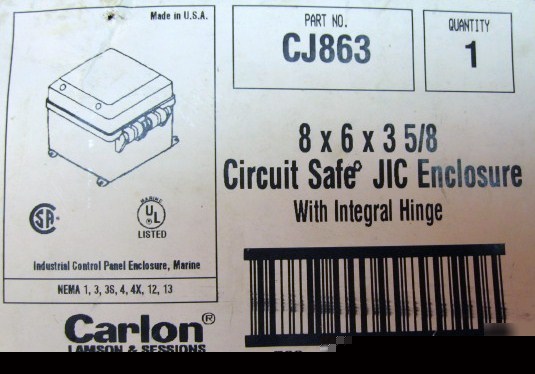 Made in U.S.A.
MARINE
UL
LISTED
Industrial Control Panel Enclosure, Marine
NEMA 1, 3, 3S, 4, 4X, 12, 13
Carlon®
LAMSON & SESSIONS
PART NO.
CJ863
QUANTITY
1
8 x 6 x 3 5/8
Circuit Safe® JIC Enclosure
With Integral Hinge